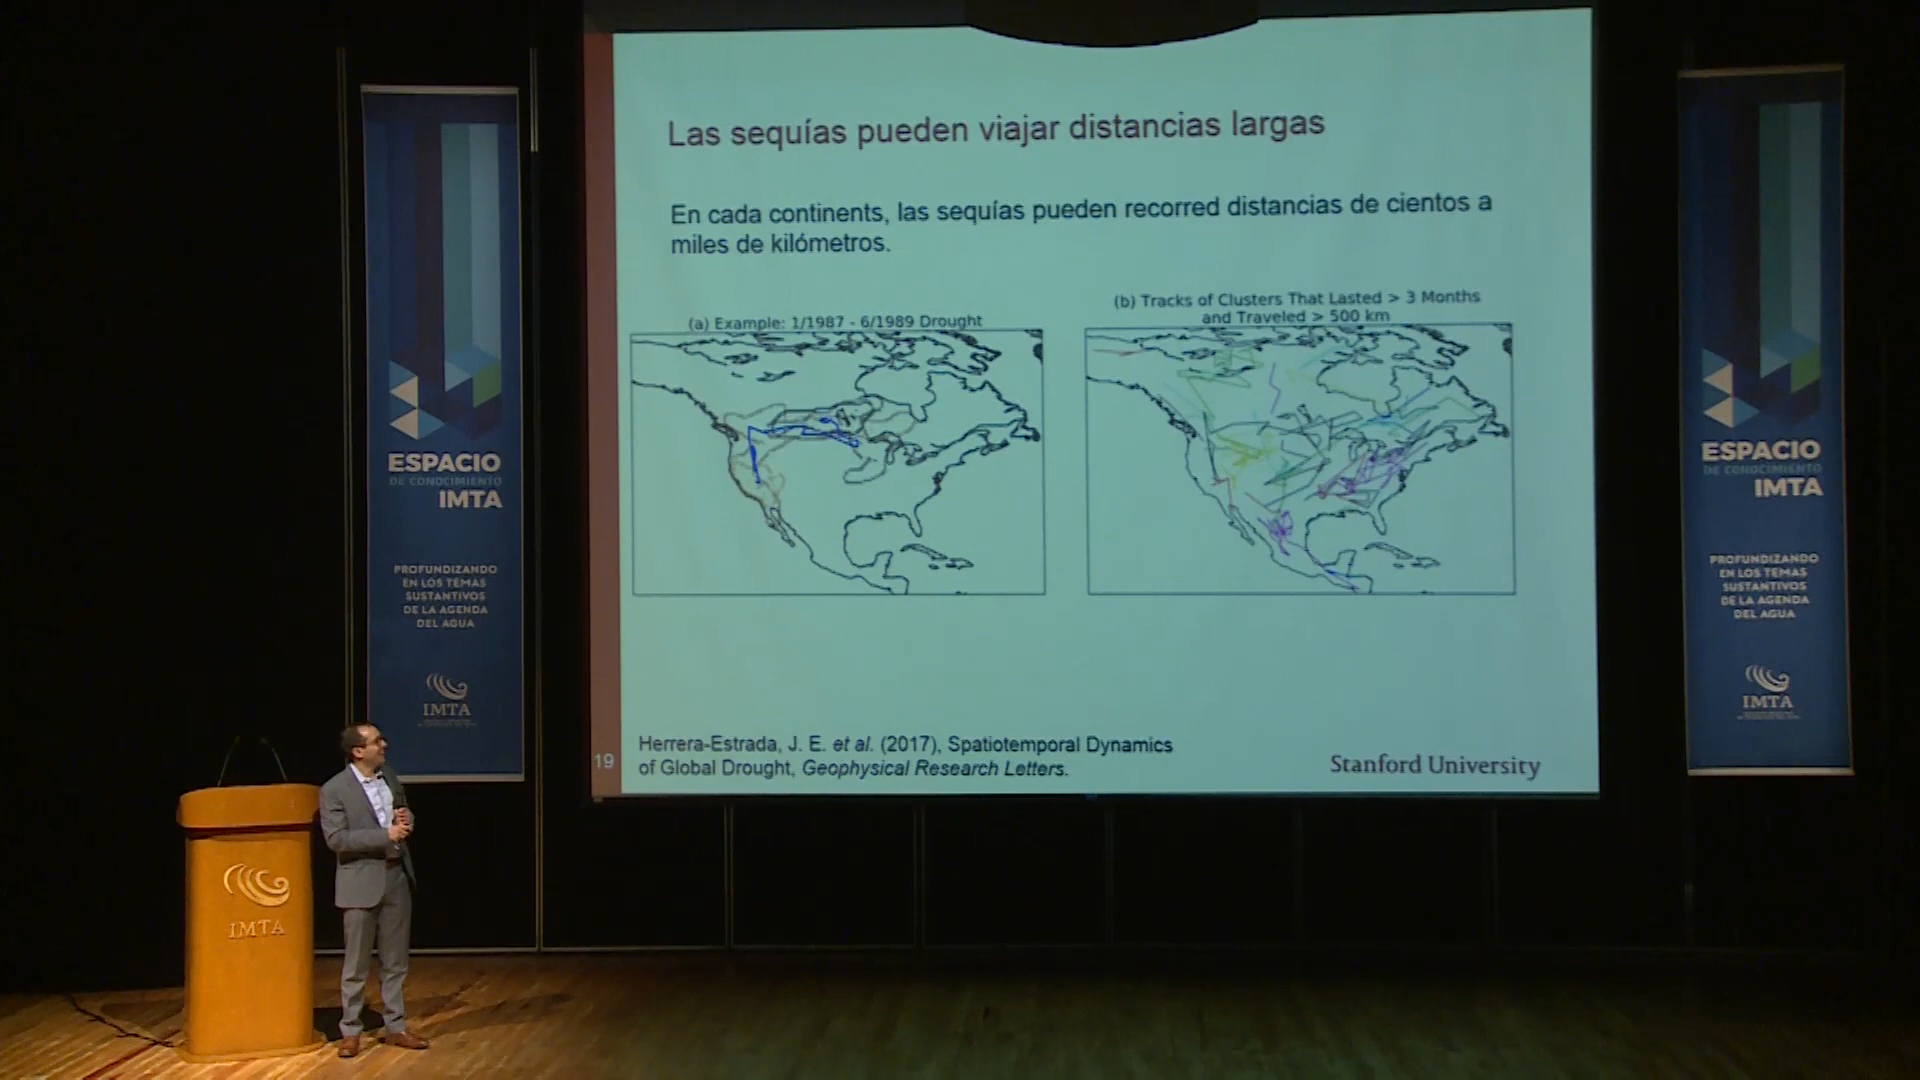 Las sequías pueden viajar distancias largas
En cada continents, las sequías pueden recorred distancias de cientos a
miles de kilómetros.
(a) Example: 1/1987 - 6/1989 Drought
(b) Tracks of Clusters That Lasted > 3 Months
and Traveled > 500 km
Herrera-Estrada, J. E. et al. (2017), Spatiotemporal Dynamics
of Global Drought, Geophysical Research Letters.
19
Stanford University
ESPACIO
DE CONOCIMIENTO
IMTA
PROFUNDIZANDO
EN LOS TEMAS
SUSTANTIVOS
DE LA AGENDA
DEL AGUA
IMTA
ESPACIO
DE CONOCIMIENTO
IMTA
PROFUNDIZANDO
EN LOS TEMAS
SUSTANTIVOS
DE LA AGENDA
DEL AGUA
IMTA
IMTA